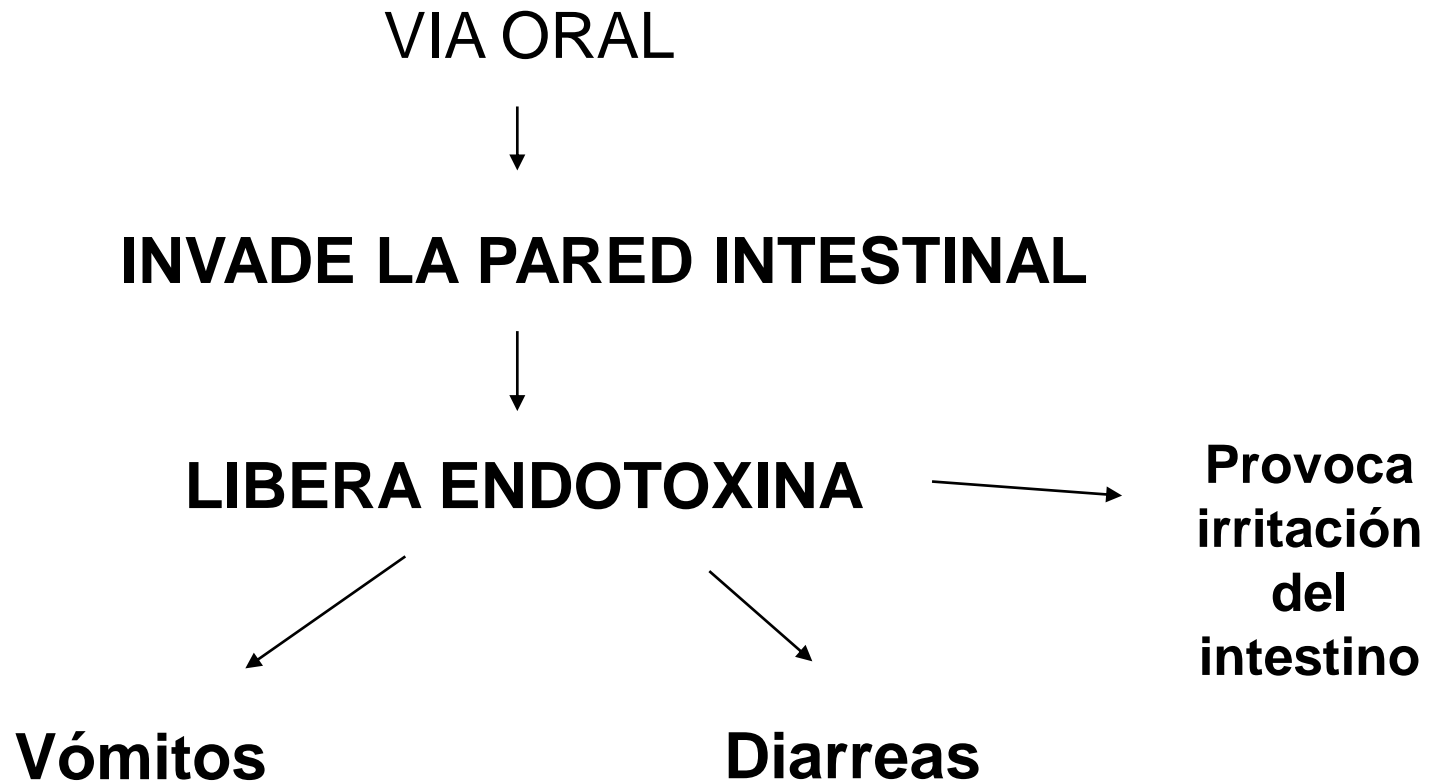 VIA ORAL
INVADE LA PARED INTESTINAL
LIBERA ENDOTOXINA
Provoca
irritación
del
intestino
Vómitos
Diarreas